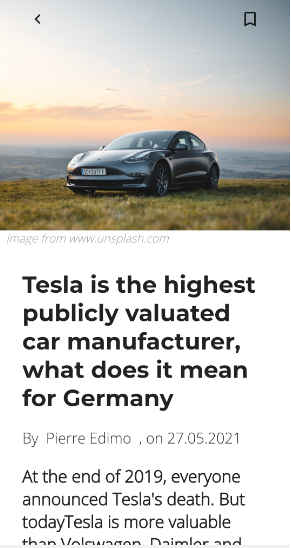 image from www.unsplash.com
Tesla is the highest
publicly valuated
car manufacturer,
what does it mean
for Germany
By Pierre Edimo , on 27.05.2021
At the end of 2019, everyone
announced Tesla's death. But
todayTesla is more valuable
than Volswagen, Daimler and